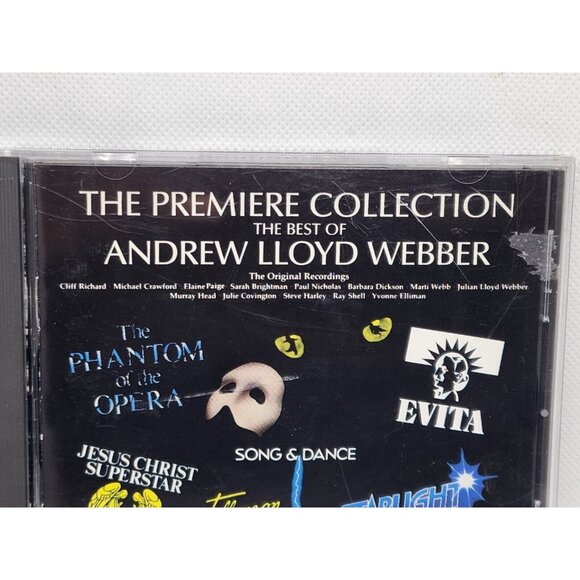 THE PREMIERE COLLECTION
THE BEST OF
ANDREW LLOYD WEBBER
The Original Recordings
Cliff Richard · Michael Crawford · Elaine Paige · Sarah Brightman · Paul Nicholas · Barbara Dickson · Marti Webb · Julian Lloyd Webber
Murray Head · Julie Covington · Steve Harley · Ray Shell · Yvonne Elliman
The
PHANTOM
of the
OPERA
EVITA
SONG & DANCE
JESUS CHRIST
SUPERSTAR